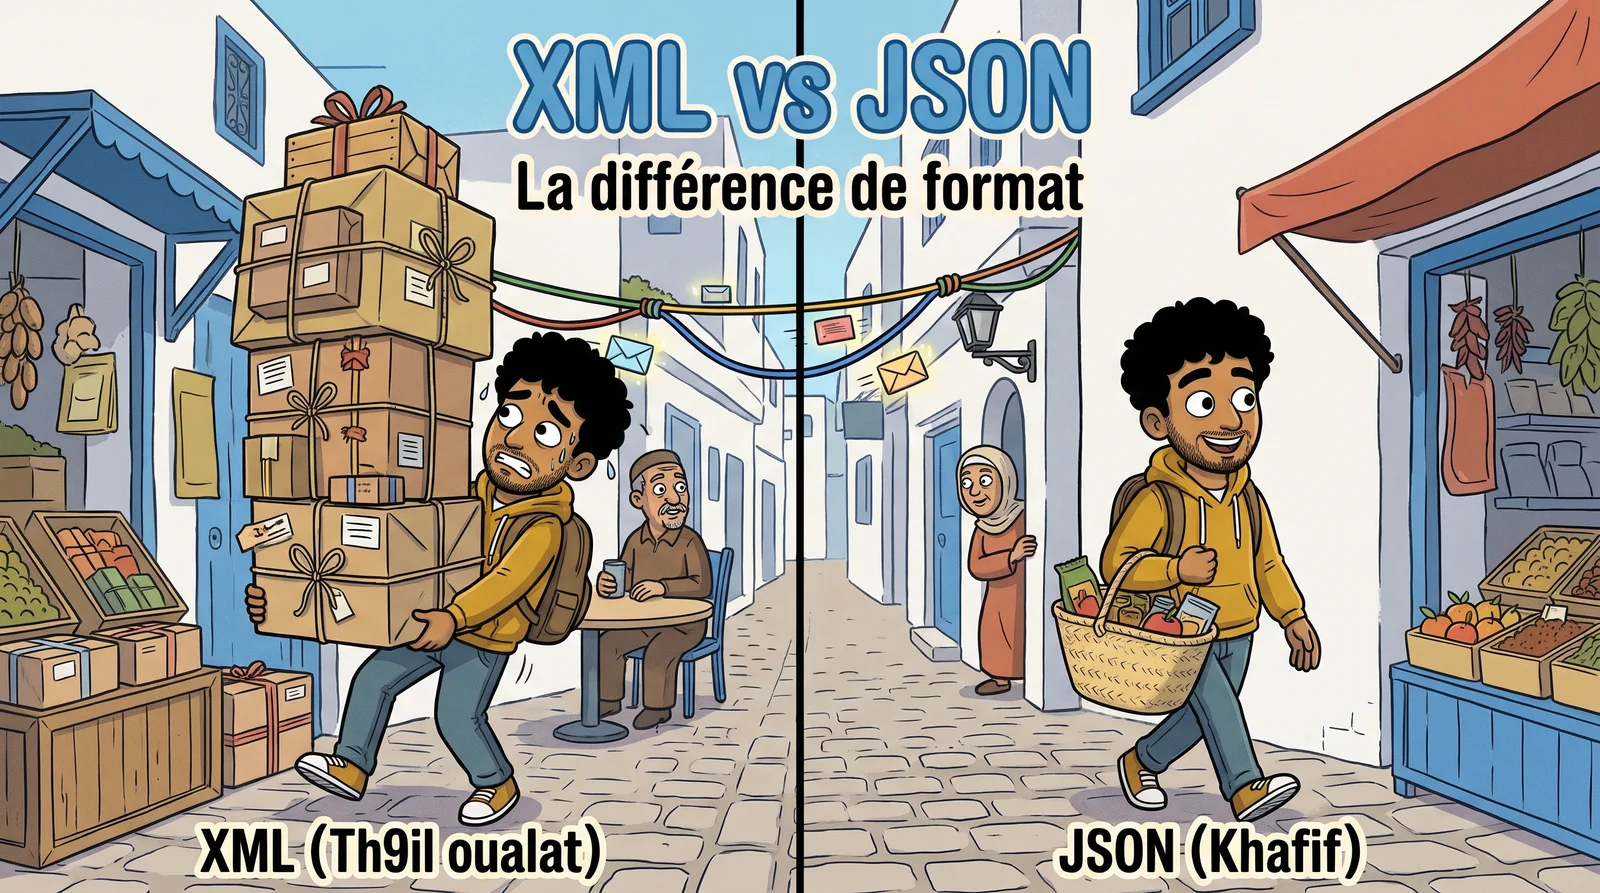 XML vs JSON
La différence de format
XML (Th9il oualat)
JSON (Khafif)